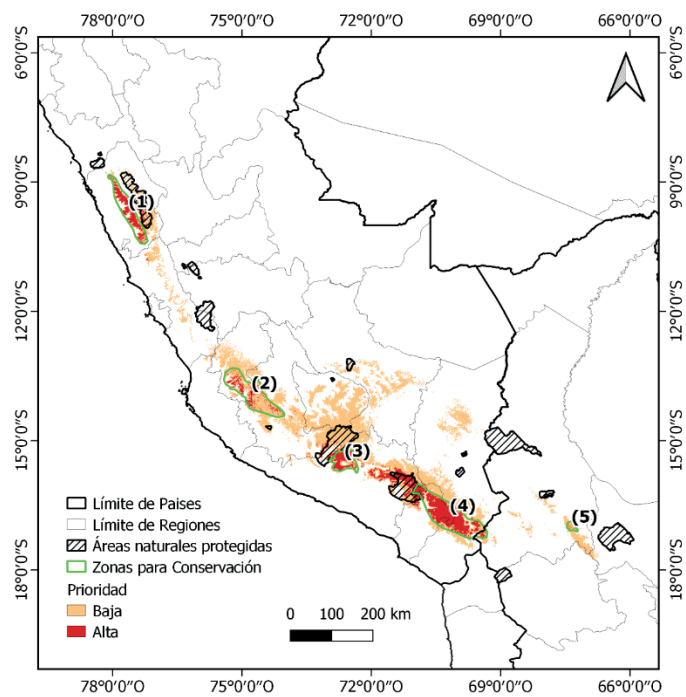 78°0'0"S 75°0'0"S 72°0'0"S 69°0'0"S 66°0'0"S
6°0'0"S 6°0'0"S
9°0'0"S 9°0'0"S
(1)
12°0'0"S 12°0'0"S
(2)
15°0'0"S 15°0'0"S
(3)
(4)
(5)
Límite de Paises
Límite de Regiones
Áreas naturales protegidas
Zonas para Conservación
18°0'0"S 18°0'0"S
Prioridad
Baja
Alta
0 100 200 km
78°0'0"S 75°0'0"S 72°0'0"S 69°0'0"S 66°0'0"S